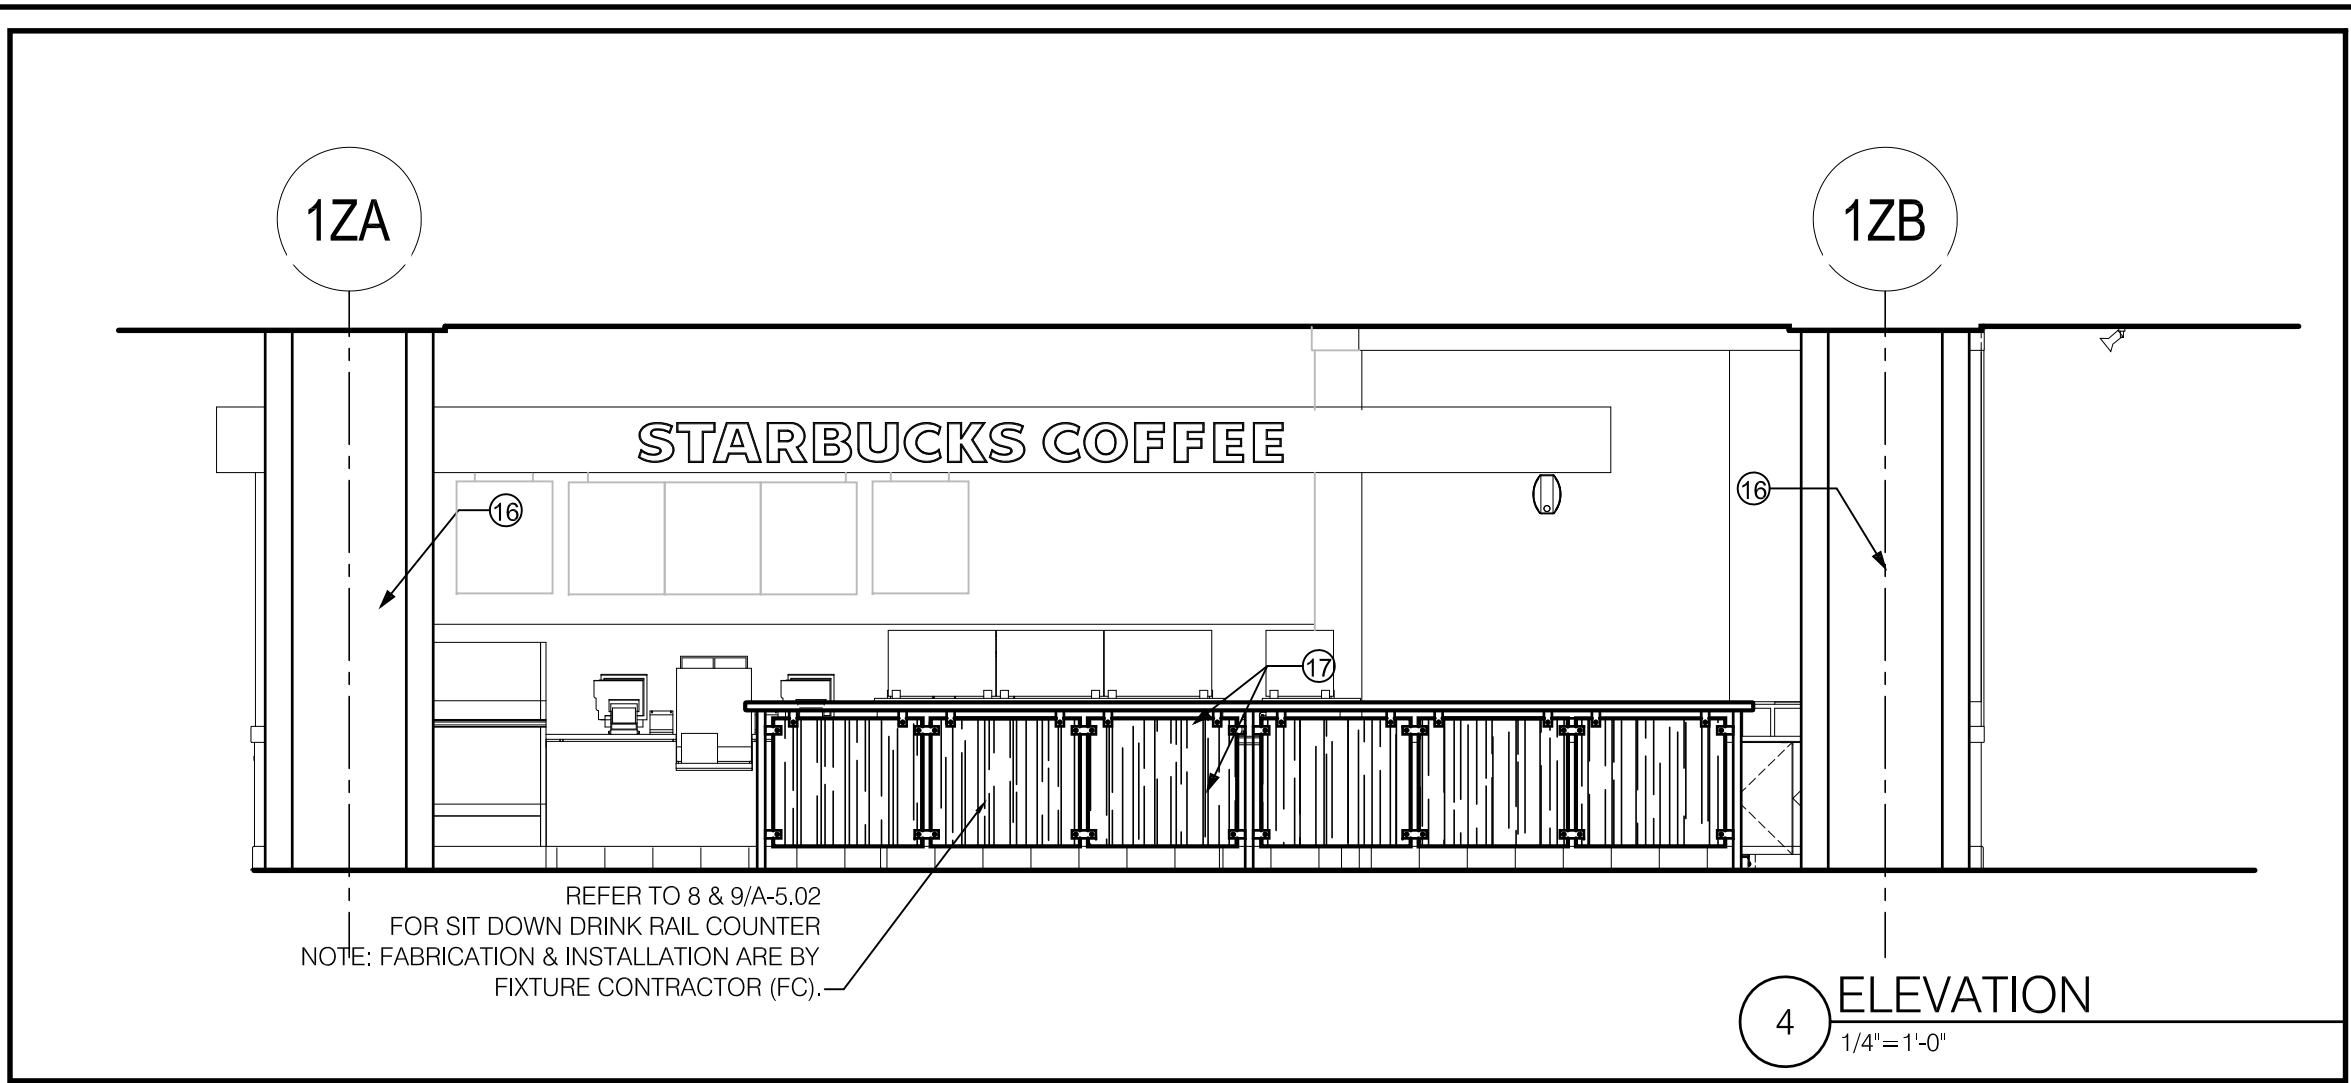 1ZA
1ZB
STARBUCKS COFFEE
16
16
17
REFER TO 8 & 9/A-5.02
FOR SIT DOWN DRINK RAIL COUNTER
NOTE: FABRICATION & INSTALLATION ARE BY
FIXTURE CONTRACTOR (FC).
4
ELEVATION
1/4"=1'-0"